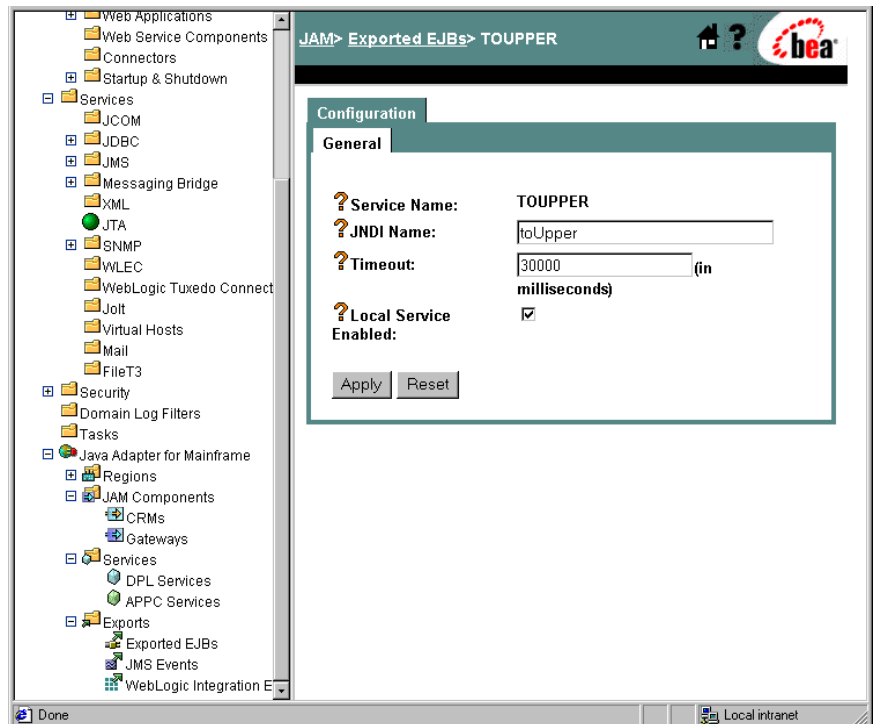 Web Applications
Web Service Components
Connectors
Startup & Shutdown
Services
JCOM
JDBC
JMS
Messaging Bridge
XML
JTA
SNMP
WLEC
WebLogic Tuxedo Connect
Jolt
Virtual Hosts
Mail
FileT3
Security
Domain Log Filters
Tasks
Java Adapter for Mainframe
Regions
JAM Components
CRMs
Gateways
Services
DPL Services
APPC Services
Exports
Exported EJBs
JMS Events
WebLogic Integration E
JAM> Exported EJBs> TOUPPER
? bea
Configuration
General
? Service Name: TOUPPER
? JNDI Name: toUpper
? Timeout: 30000 (in
milliseconds)
? Local Service
Enabled:
Apply Reset
Done Local intranet